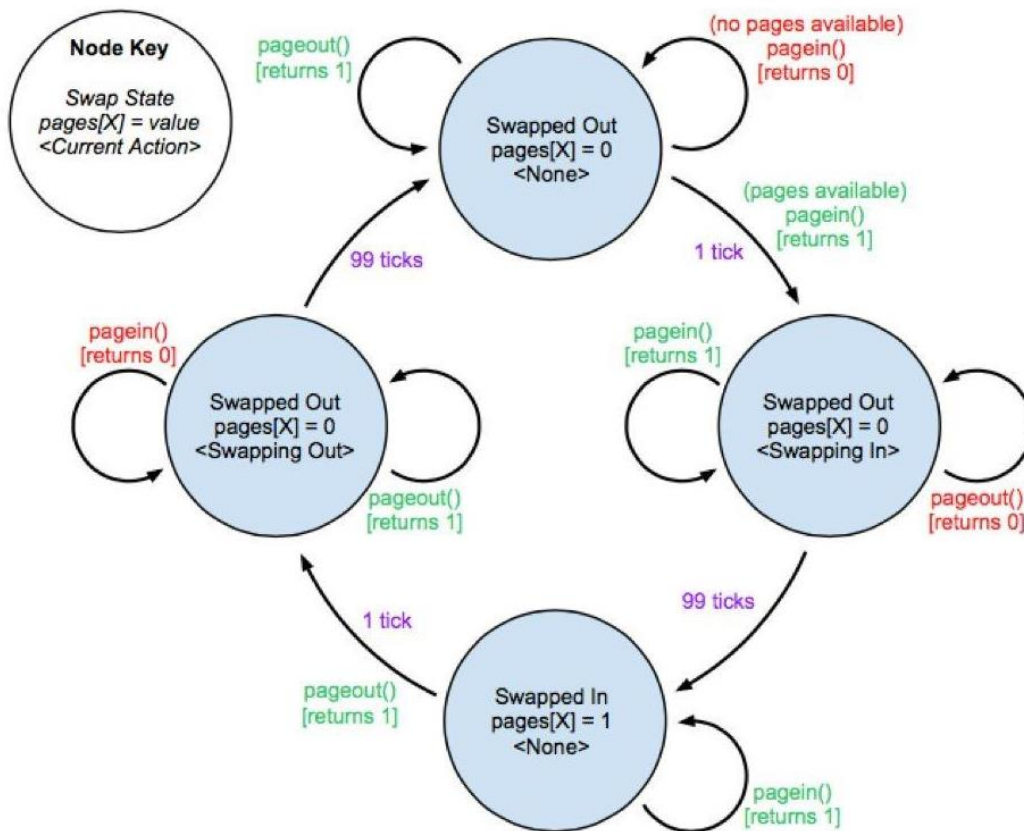 Node Key
Swap State
pages[X] = value
<Current Action>
pageout()
[returns 1]
(no pages available)
pagein()
[returns 0]
Swapped Out
pages[X] = 0
<None>
(pages available)
pagein()
[returns 1]
99 ticks
1 tick
pagein()
[returns 0]
Swapped Out
pages[X] = 0
<Swapping Out>
pageout()
[returns 1]
pagein()
[returns 1]
Swapped Out
pages[X] = 0
<Swapping In>
pageout()
[returns 0]
1 tick
99 ticks
pageout()
[returns 1]
Swapped In
pages[X] = 1
<None>
pagein()
[returns 1]